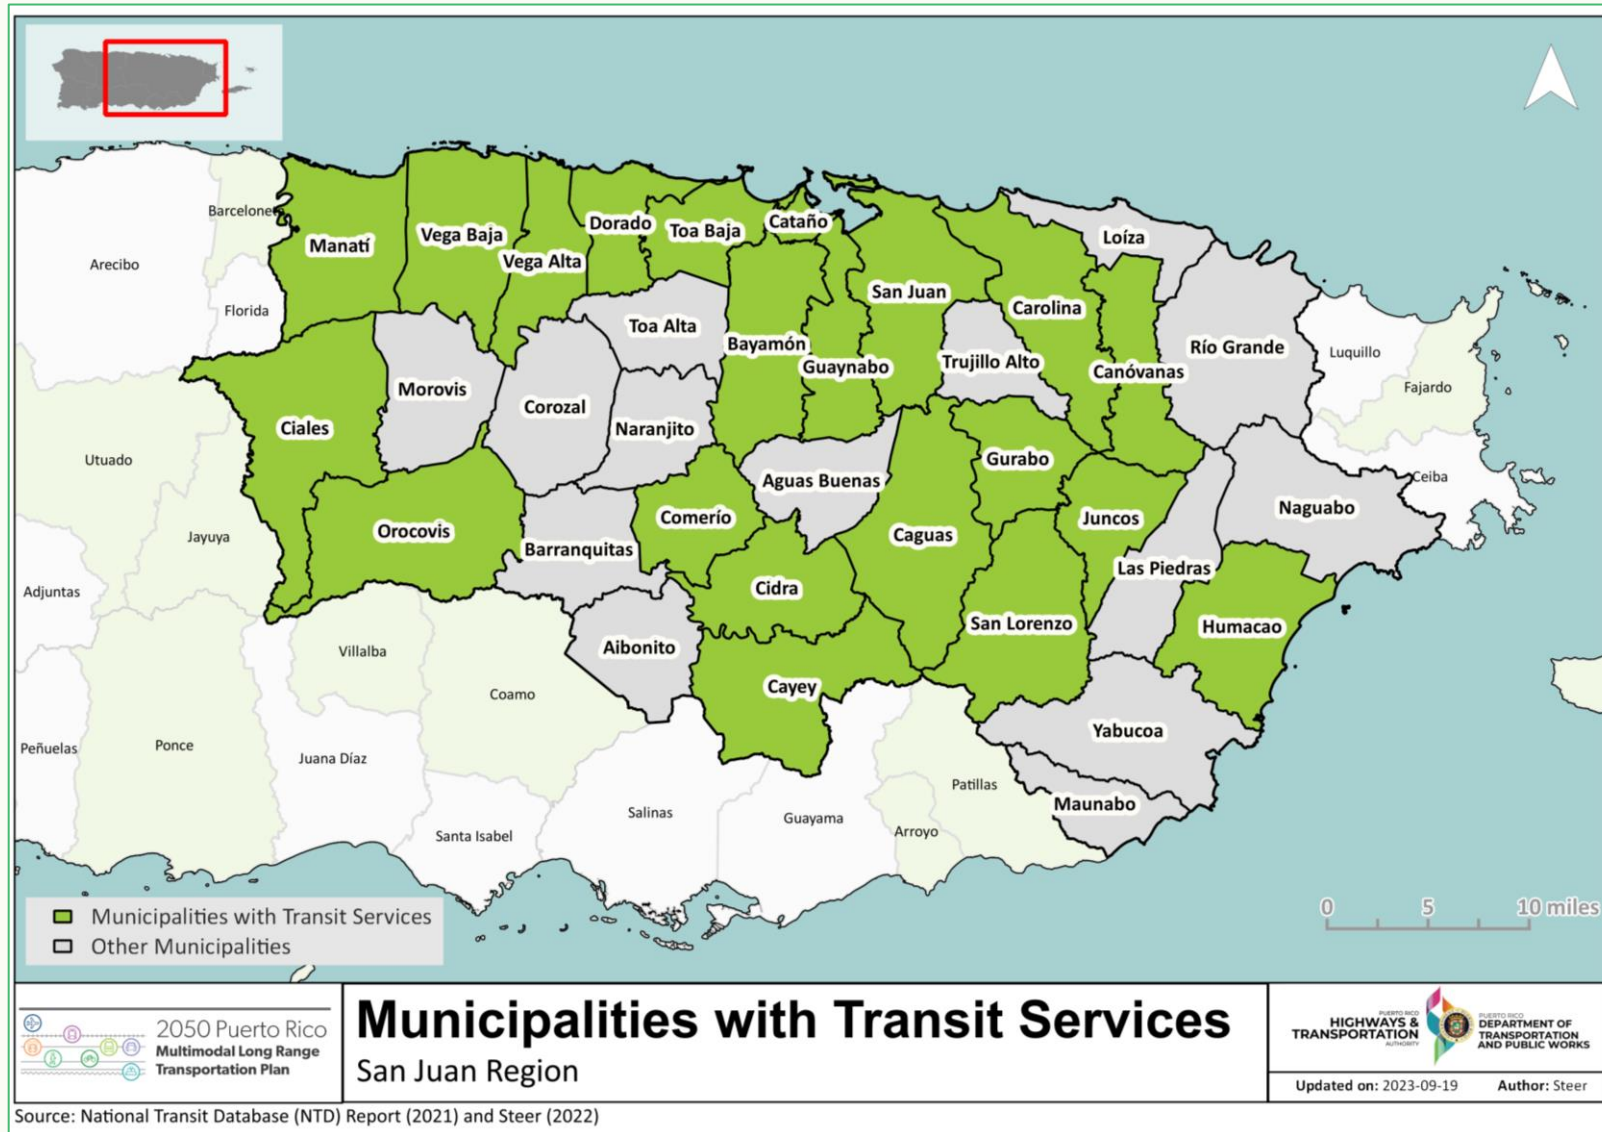 Barceloneta
Arecibo
Florida
Manatí
Vega Baja
Vega Alta
Dorado
Toa Baja
Cataño
San Juan
Loíza
Carolina
Toa Alta
Bayamón
Guaynabo
Trujillo Alto
Canóvanas
Río Grande
Luquillo
Fajardo
Ciales
Morovis
Corozal
Naranjito
Utuado
Aguas Buenas
Gurabo
Ceiba
Naguabo
Jayuya
Orocovis
Comerío
Barranquitas
Caguas
Juncos
Las Piedras
Adjuntas
Cidra
San Lorenzo
Humacao
Villalba
Aibonito
Coamo
Cayey
Peñuelas
Ponce
Juana Díaz
Yabucoa
Patillas
Maunabo
Salinas
Guayama
Arroyo
Santa Isabel
Municipalities with Transit Services
Other Municipalities
0 5 10 miles
2050 Puerto Rico
Multimodal Long Range
Transportation Plan
Municipalities with Transit Services
San Juan Region
PUERTO RICO
HIGHWAYS &
TRANSPORTATION
AUTHORITY
PUERTO RICO
DEPARTMENT OF
TRANSPORTATION
AND PUBLIC WORKS
Updated on: 2023-09-19 Author: Steer
Source: National Transit Database (NTD) Report (2021) and Steer (2022)